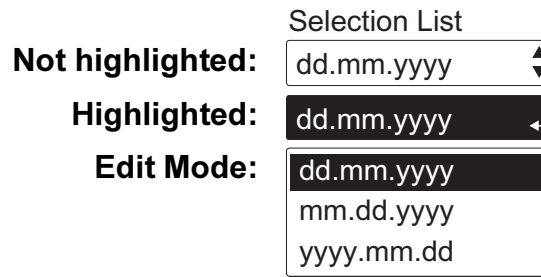 Selection List
Not highlighted: dd.mm.yyyy
Highlighted: dd.mm.yyyy
Edit Mode: dd.mm.yyyy
mm.dd.yyyy
yyyy.mm.dd